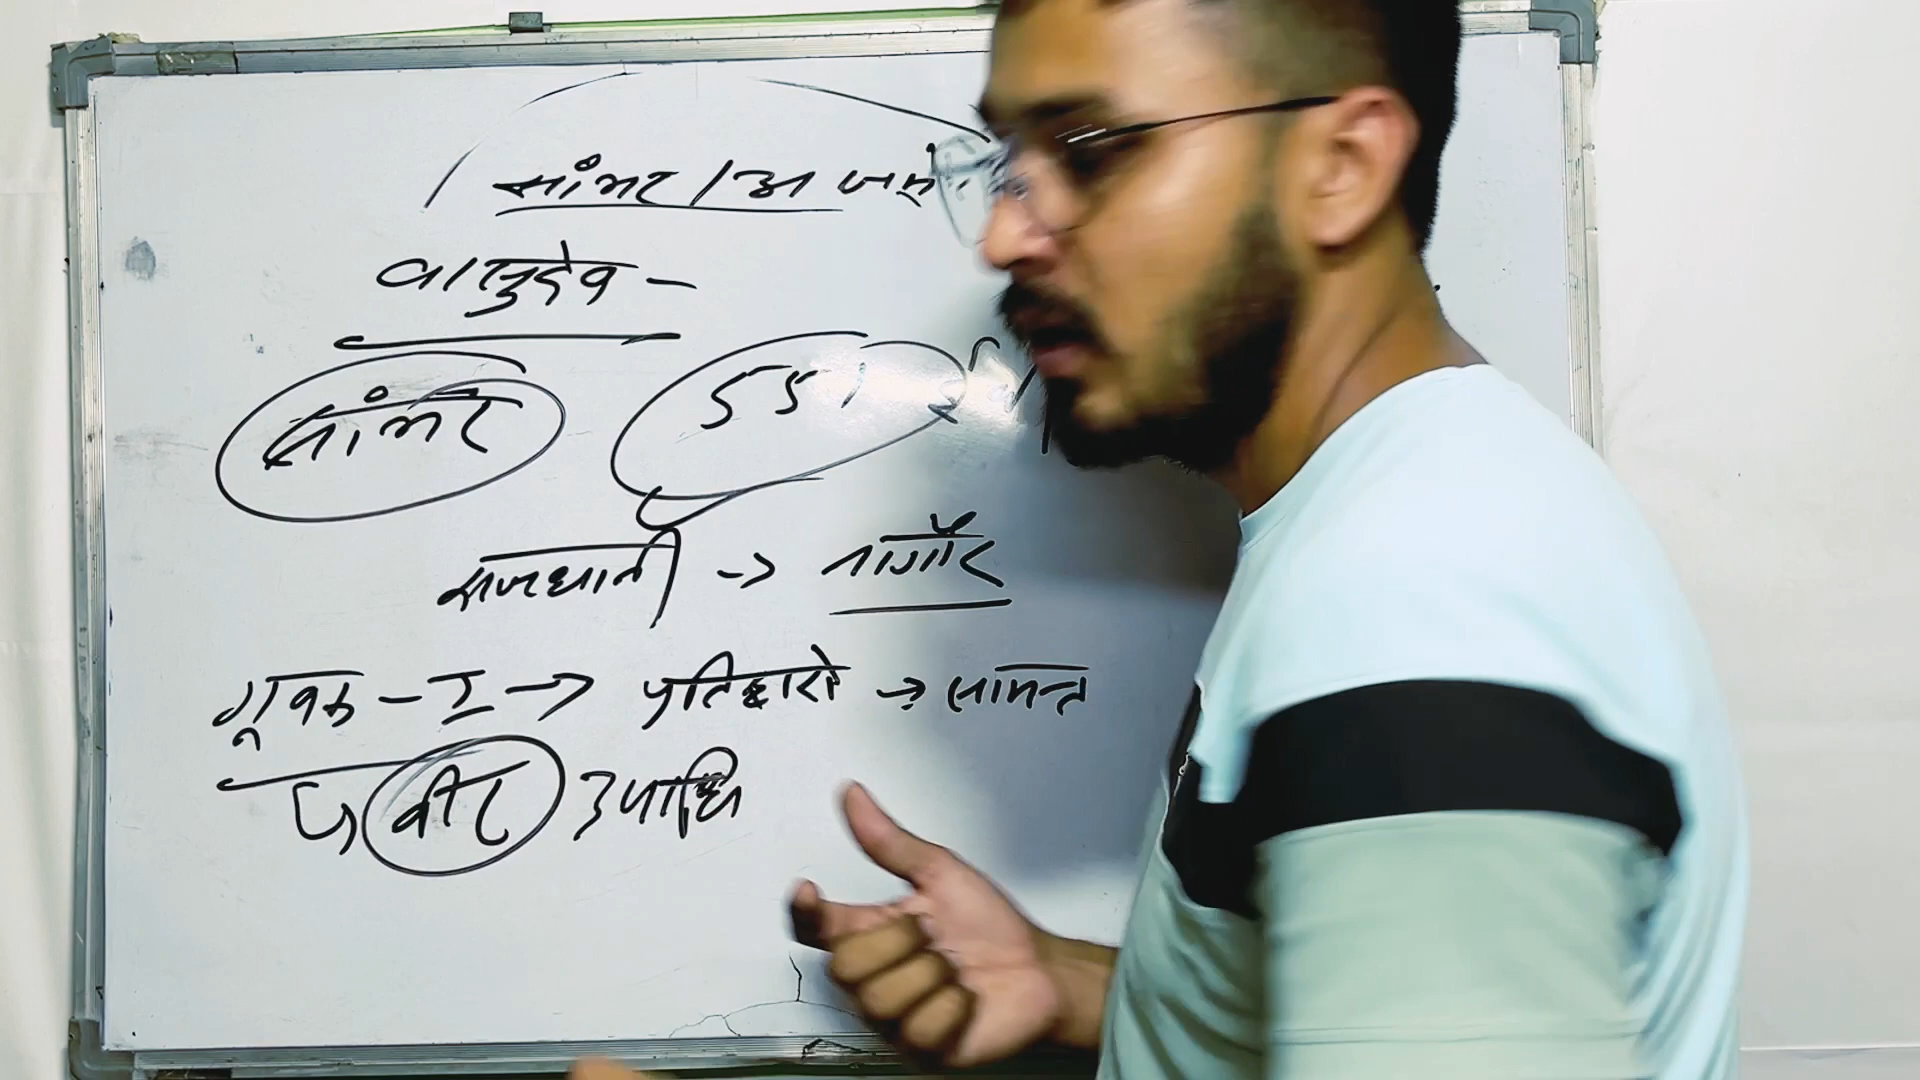 सांभर / अजमे
वासुदेव -
सांभर 551 ई
राजधानी -> नागौर
गूवक - I -> प्रतिहारो -> सामन्त
वीर उपाधि